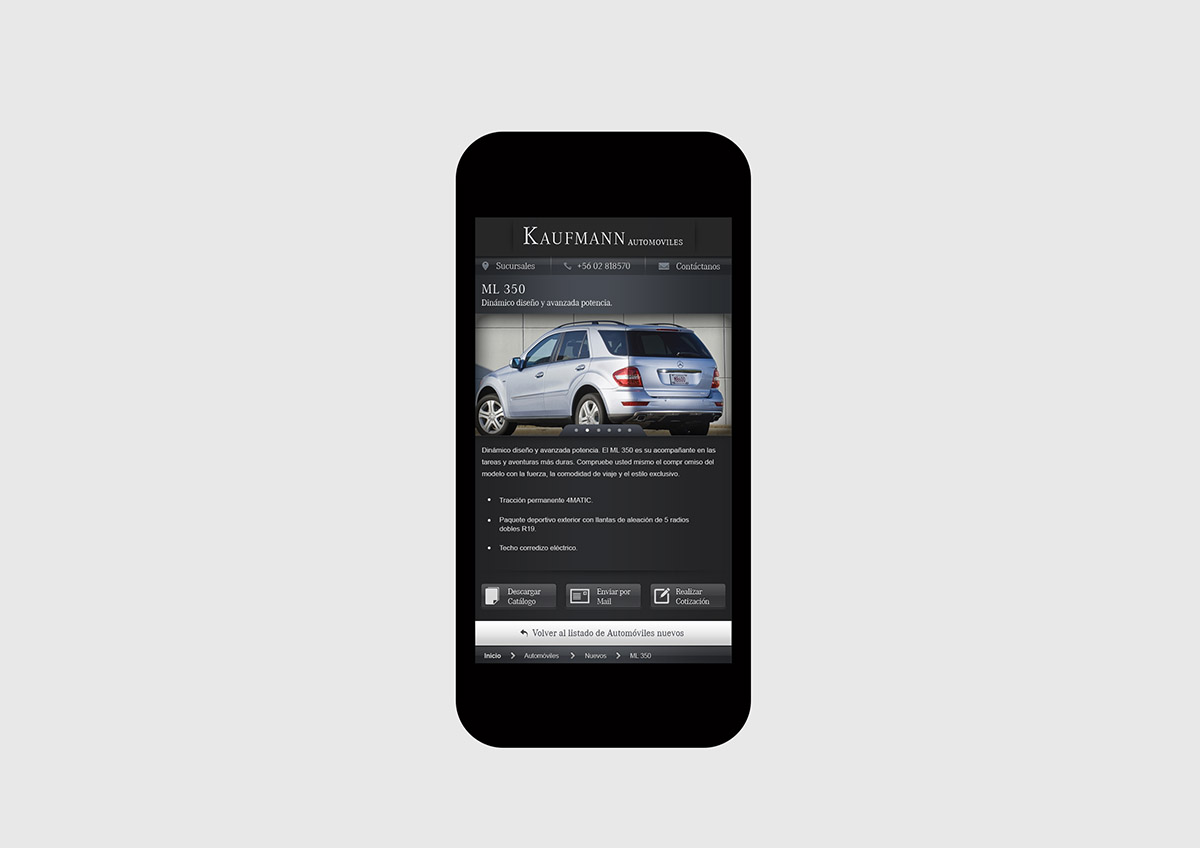 KAUFMANN AUTOMOVILES
Sucursales
+56 02 818570
Contáctanos
ML 350
Dinámico diseño y avanzada potencia.
Dinámico diseño y avanzada potencia. El ML 350 es su acompañante en las
tareas y aventuras más duras. Compruebe usted mismo el compr omiso del
modelo con la fuerza, la comodidad de viaje y el estilo exclusivo.
Tracción permanente 4MATIC.
Paquete deportivo exterior con llantas de aleación de 5 radios
dobles R19.
Techo corredizo eléctrico.
Descargar
Catálogo
Enviar por
Mail
Realizar
Cotización
Volver al listado de Automóviles nuevos
Inicio
Automóviles
Nuevos
ML 350